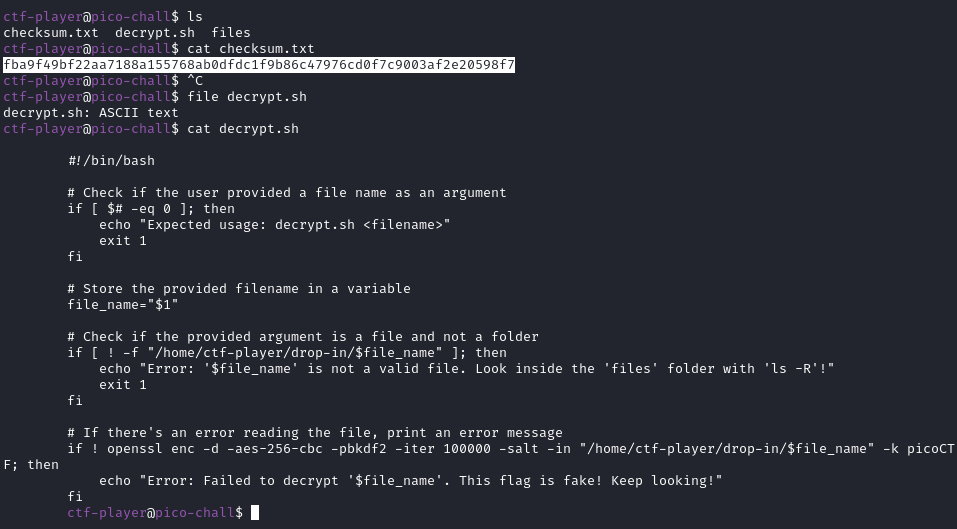 ctf-player@pico-chall$ ls
checksum.txt  decrypt.sh  files
ctf-player@pico-chall$ cat checksum.txt
fba9f49bf22aa7188a155768ab0dfdc1f9b86c47976cd0f7c9003af2e20598f7
ctf-player@pico-chall$ ^C
ctf-player@pico-chall$ file decrypt.sh
decrypt.sh: ASCII text
ctf-player@pico-chall$ cat decrypt.sh

        #!/bin/bash

        # Check if the user provided a file name as an argument
        if [ $# -eq 0 ]; then
            echo "Expected usage: decrypt.sh <filename>"
            exit 1
        fi

        # Store the provided filename in a variable
        file_name="$1"

        # Check if the provided argument is a file and not a folder
        if [ ! -f "/home/ctf-player/drop-in/$file_name" ]; then
            echo "Error: '$file_name' is not a valid file. Look inside the 'files' folder with 'ls -R'!"
            exit 1
        fi

        # If there's an error reading the file, print an error message
        if ! openssl enc -d -aes-256-cbc -pbkdf2 -iter 100000 -salt -in "/home/ctf-player/drop-in/$file_name" -k picoCT
F; then
            echo "Error: Failed to decrypt '$file_name'. This flag is fake! Keep looking!"
        fi
        ctf-player@pico-chall$